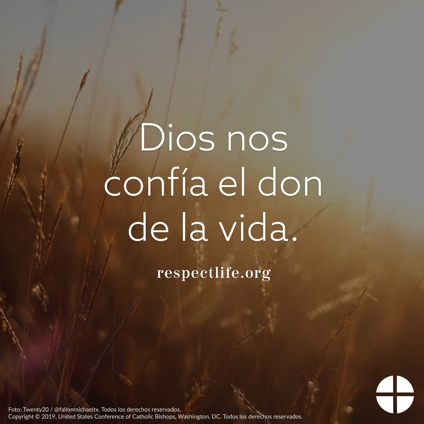 Dios nos
confía el don
de la vida.
respectlife.org
Foto: Twenty20 / @fallonmichaeltx. Todos los derechos reservados.
Copyright © 2019, United States Conference of Catholic Bishops, Washington, DC. Todos los derechos reservados.